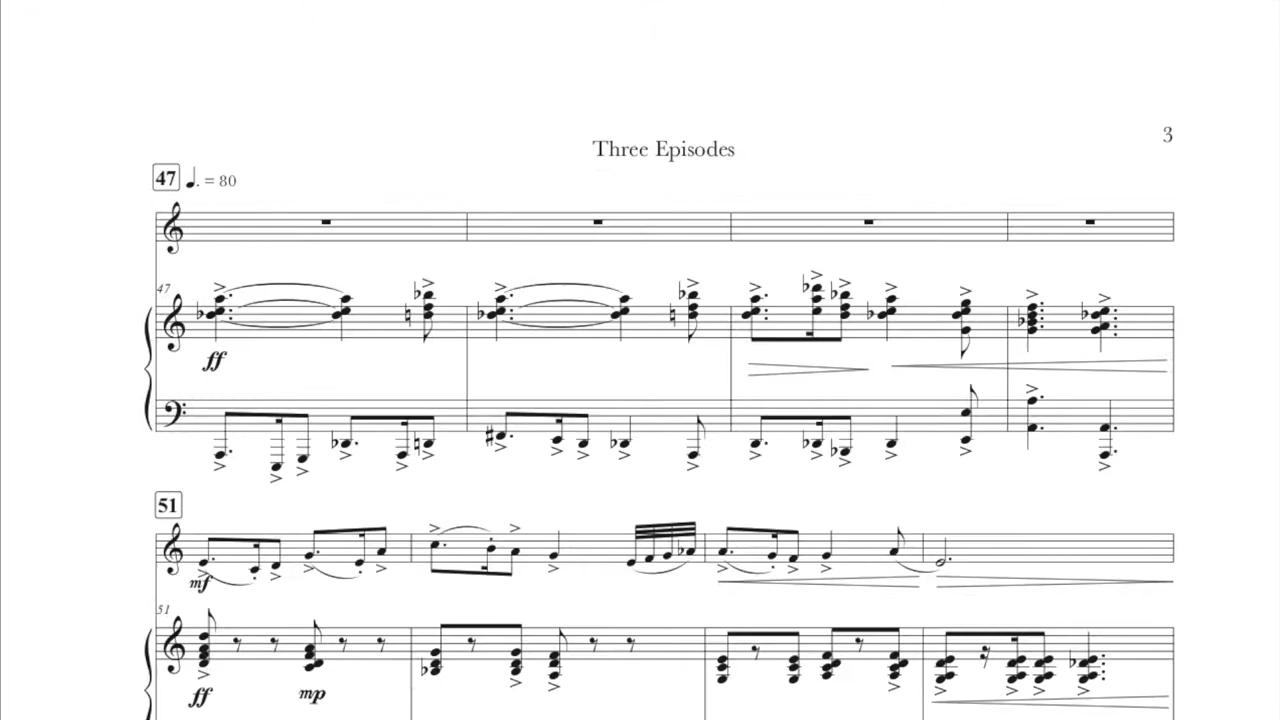 3
Three Episodes
47 ♩. = 80
47
ff
51
mf
51
ff mp